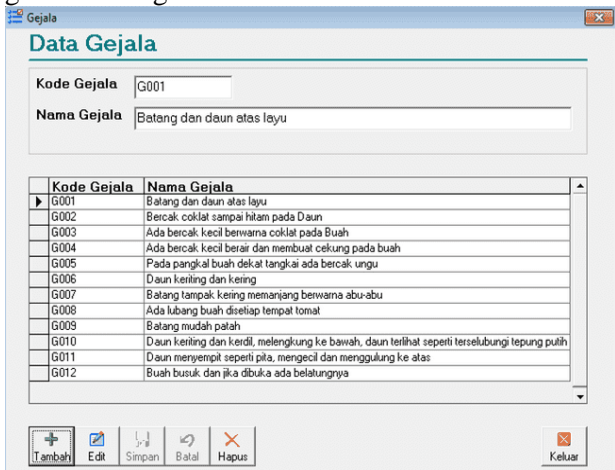 Gejala
Data Gejala
Kode Gejala G001
Nama Gejala Batang dan daun atas layu
Kode Gejala Nama Gejala
G001 Batang dan daun atas layu
G002 Bercak coklat sampai hitam pada Daun
G003 Ada bercak kecil berwarna coklat pada Buah
G004 Ada bercak kecil berair dan membuat cekung pada buah
G005 Pada pangkal buah dekat tangkai ada bercak ungu
G006 Daun keriting dan kering
G007 Batang tampak kering memanjang berwarna abu-abu
G008 Ada lubang buah disetiap tempat tomat
G009 Batang mudah patah
G010 Daun keriting dan kerdil, melengkung ke bawah, daun terlihat seperti terselubungi tepung putih
G011 Daun menyempit seperti pita, mengecil dan menggulung ke atas
G012 Buah busuk dan jika dibuka ada belatungnya
Tambah Edit Simpan Batal Hapus Keluar